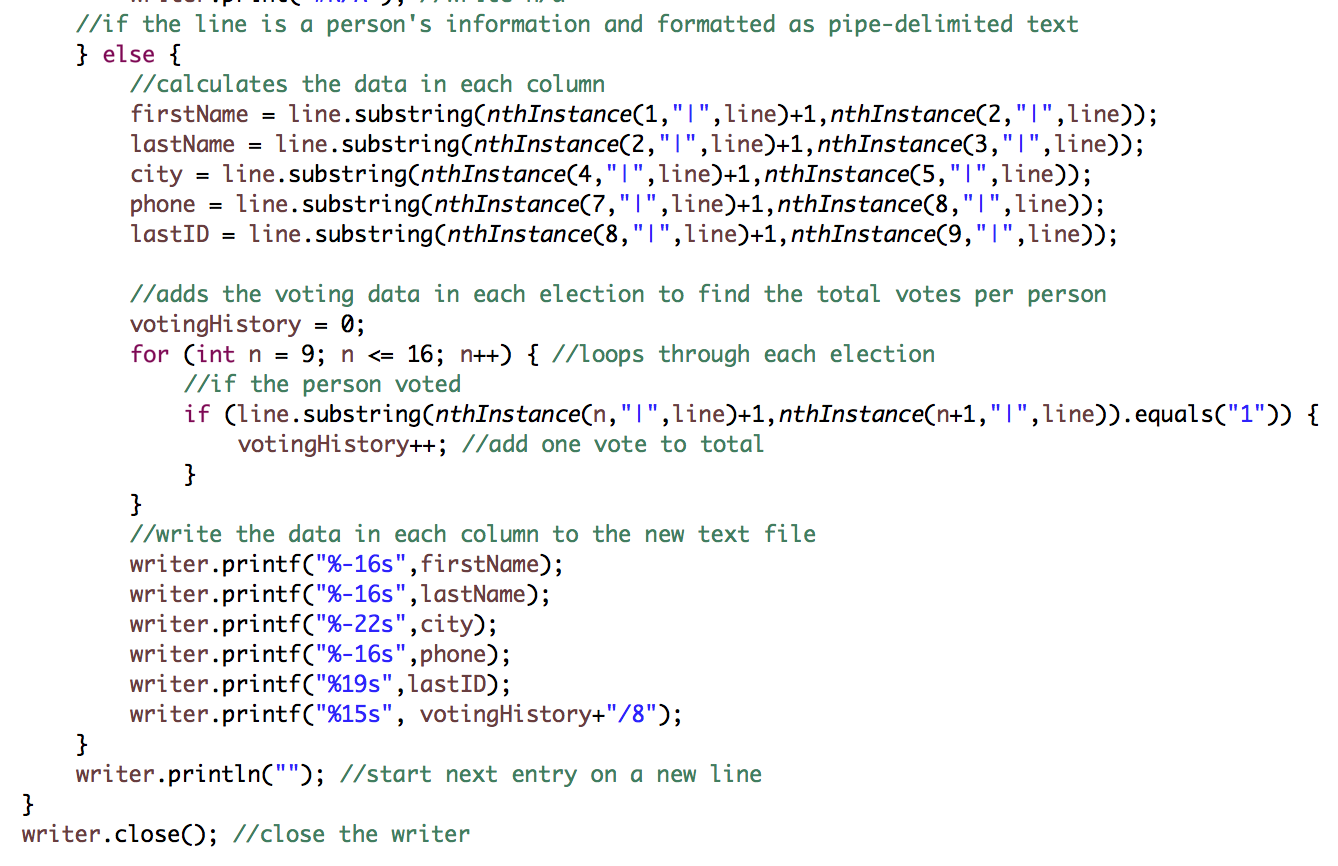 writer.print("#N/A"); //write n/a
//if the line is a person's information and formatted as pipe-delimited text
} else {
//calculates the data in each column
firstName = line.substring(nthInstance(1,"|",line)+1,nthInstance(2,"|",line));
lastName = line.substring(nthInstance(2,"|",line)+1,nthInstance(3,"|",line));
city = line.substring(nthInstance(4,"|",line)+1,nthInstance(5,"|",line));
phone = line.substring(nthInstance(7,"|",line)+1,nthInstance(8,"|",line));
lastID = line.substring(nthInstance(8,"|",line)+1,nthInstance(9,"|",line));
//adds the voting data in each election to find the total votes per person
votingHistory = 0;
for (int n = 9; n <= 16; n++) { //loops through each election
//if the person voted
if (line.substring(nthInstance(n,"|",line)+1,nthInstance(n+1,"|",line)).equals("1")) {
votingHistory++; //add one vote to total
}
}
//write the data in each column to the new text file
writer.printf("%-16s",firstName);
writer.printf("%-16s",lastName);
writer.printf("%-22s",city);
writer.printf("%-16s",phone);
writer.printf("%19s",lastID);
writer.printf("%15s", votingHistory+"/8");
}
writer.println(""); //start next entry on a new line
}
writer.close(); //close the writer